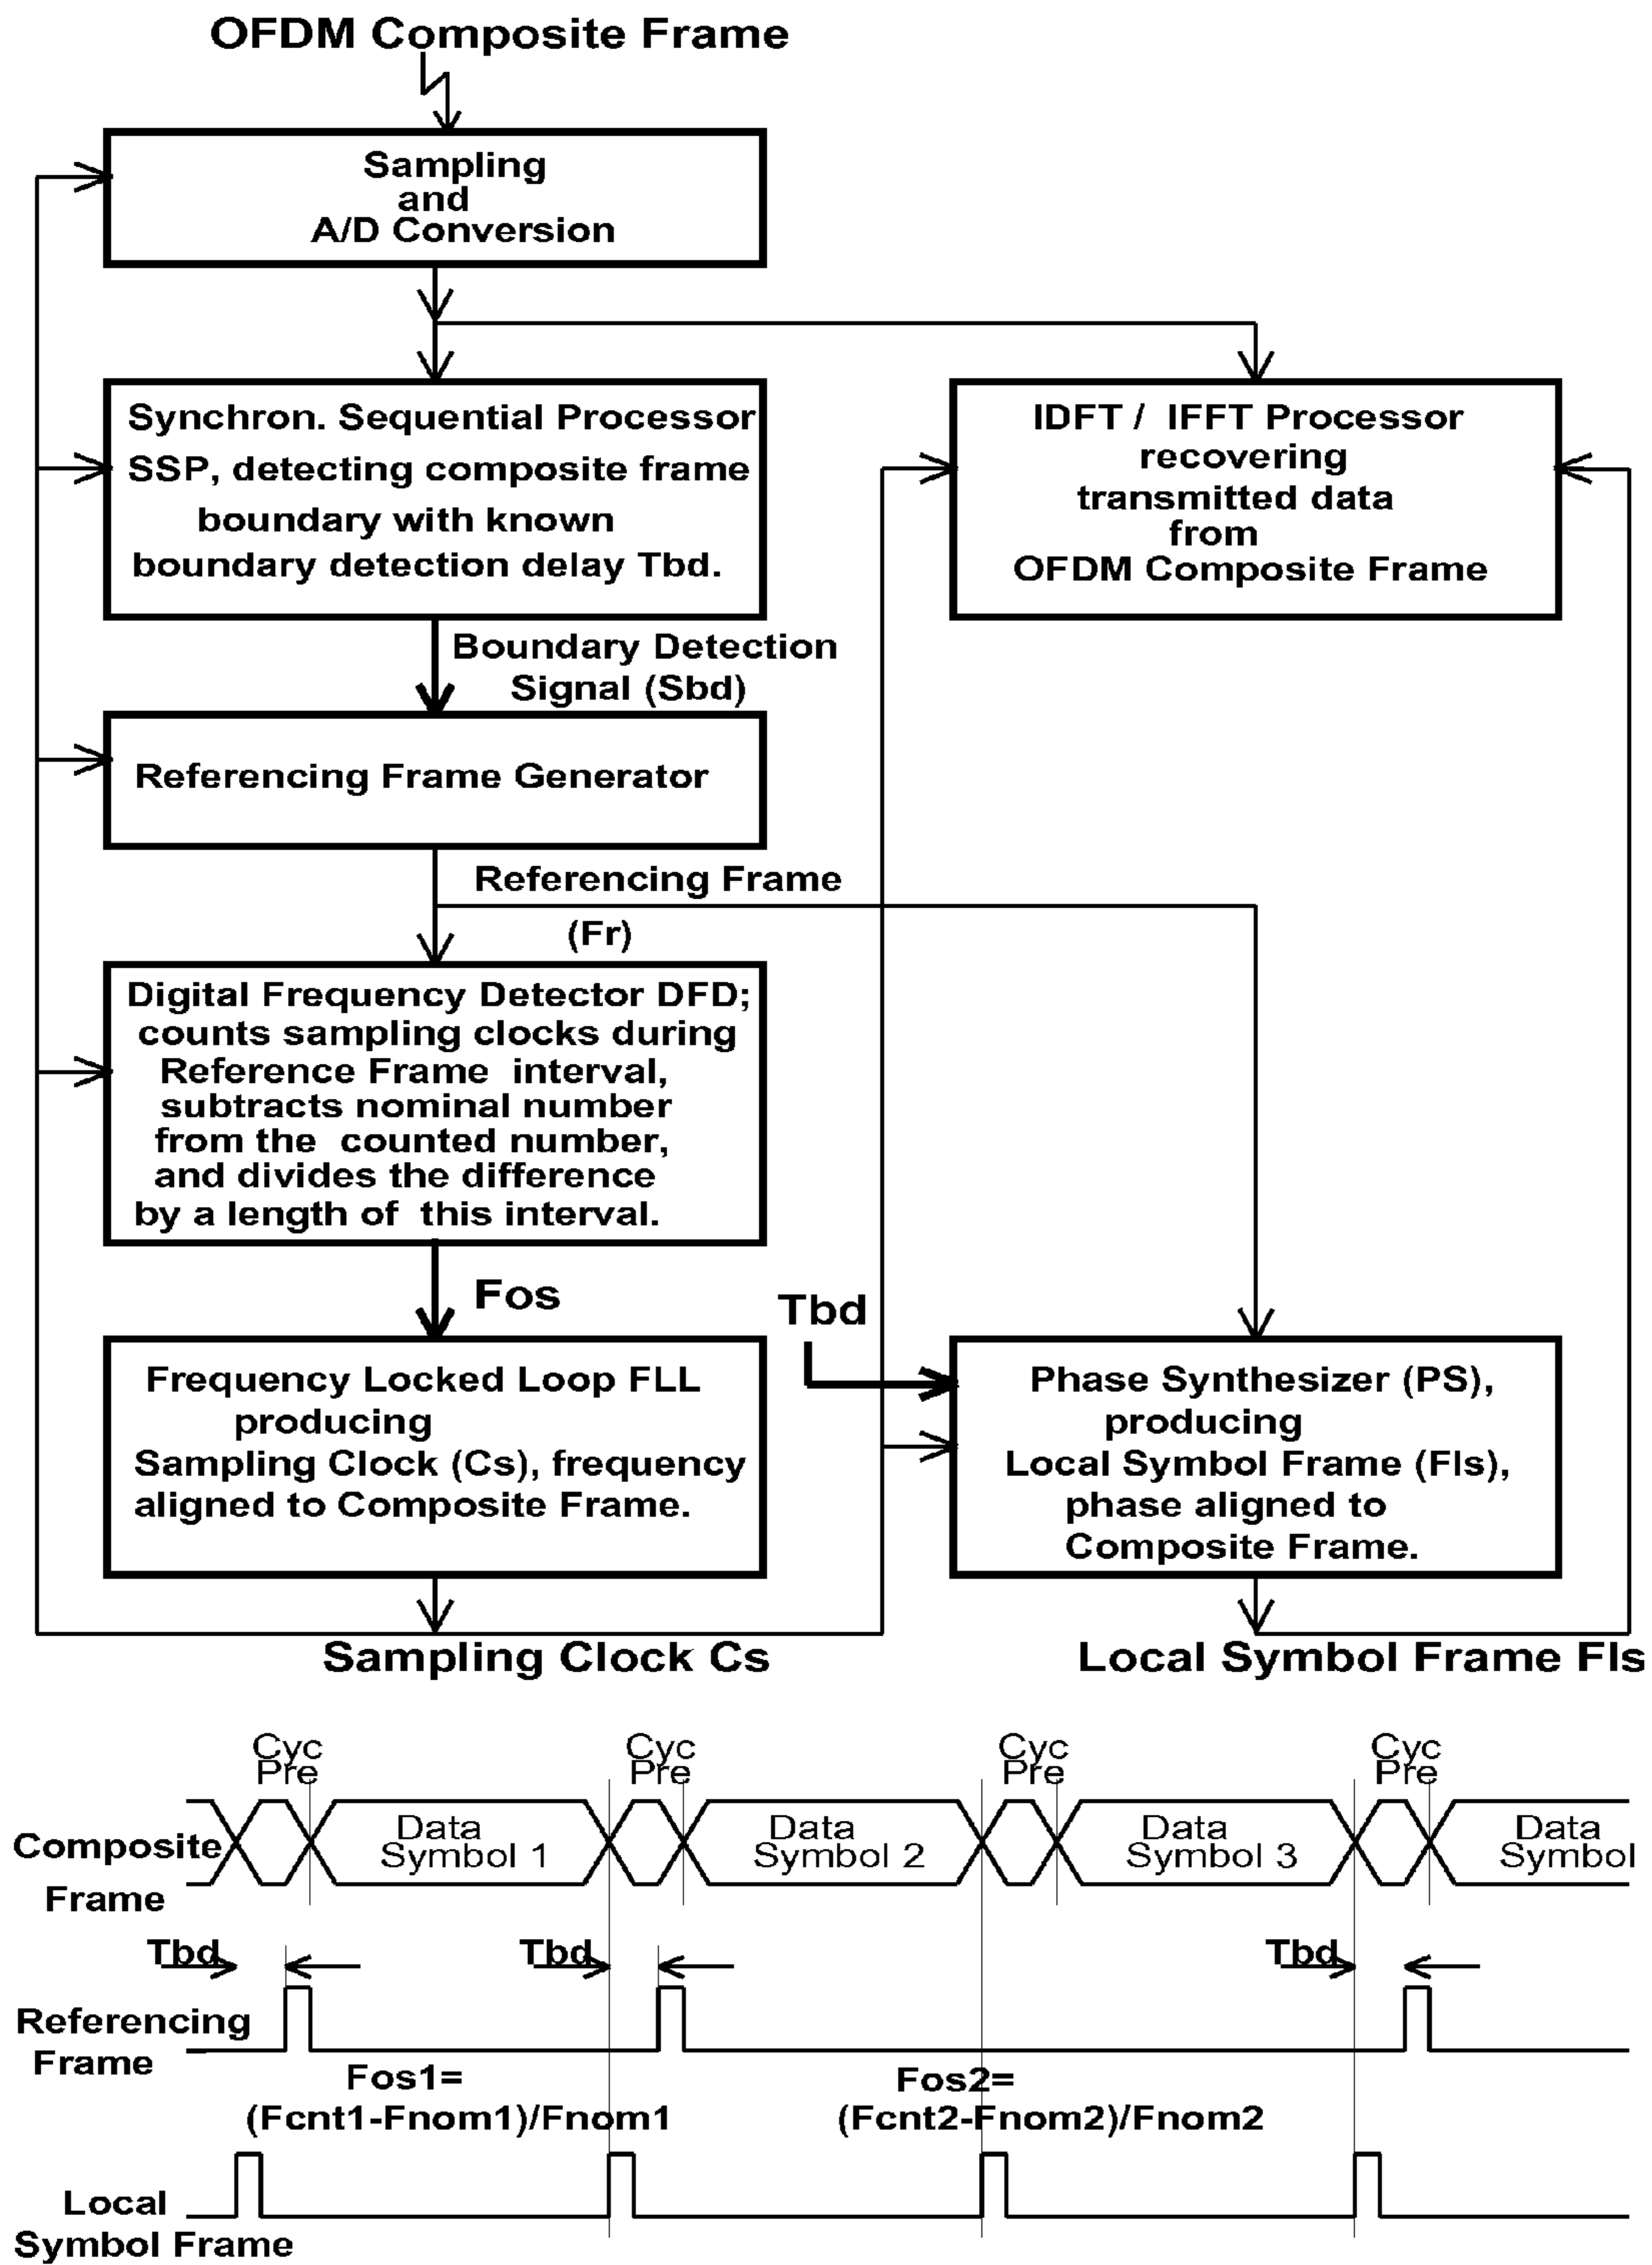 OFDM Composite Frame
Sampling
and
A/D Conversion
Synchron. Sequential Processor
SSP, detecting composite frame
boundary with known
boundary detection delay Tbd.
IDFT / IFFT Processor
recovering
transmitted data
from
OFDM Composite Frame
Boundary Detection
Signal (Sbd)
Referencing Frame Generator
Referencing Frame
(Fr)
Digital Frequency Detector DFD;
counts sampling clocks during
Reference Frame interval,
subtracts nominal number
from the counted number,
and divides the difference
by a length of this interval.
Fos
Tbd
Frequency Locked Loop FLL
producing
Sampling Clock (Cs), frequency
aligned to Composite Frame.
Phase Synthesizer (PS),
producing
Local Symbol Frame (Fls),
phase aligned to
Composite Frame.
Sampling Clock Cs
Local Symbol Frame Fls
Cyc
Pre
Cyc
Pre
Cyc
Pre
Cyc
Pre
Composite
Frame
Data
Symbol 1
Data
Symbol 2
Data
Symbol 3
Data
Symbol
Tbd
Tbd
Tbd
Referencing
Frame
Fos1=
(Fcnt1-Fnom1)/Fnom1
Fos2=
(Fcnt2-Fnom2)/Fnom2
Local
Symbol Frame